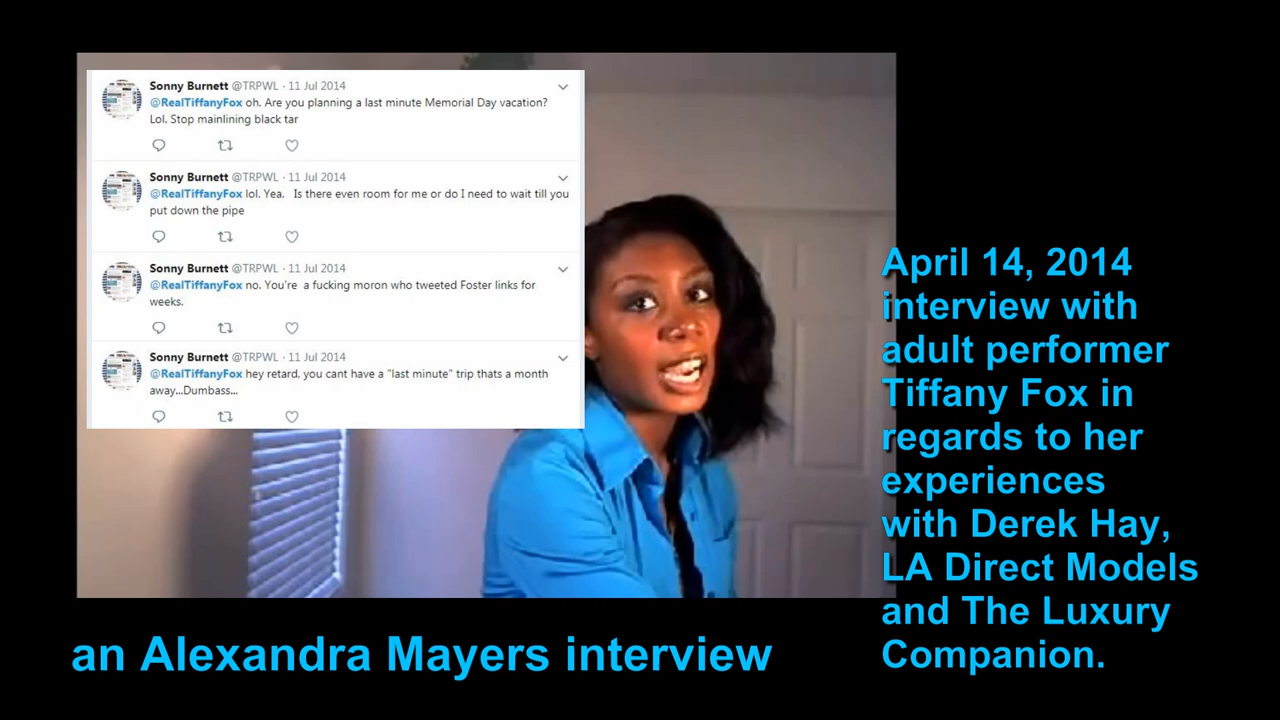 Sonny Burnett @TRPWL · 11 Jul 2014
@RealTiffanyFox oh. Are you planning a last minute Memorial Day vacation?
Lol. Stop mainlining black tar
Sonny Burnett @TRPWL · 11 Jul 2014
@RealTiffanyFox lol. Yea. Is there even room for me or do I need to wait till you
put down the pipe
Sonny Burnett @TRPWL · 11 Jul 2014
@RealTiffanyFox no. You're a fucking moron who tweeted Foster links for
weeks.
Sonny Burnett @TRPWL · 11 Jul 2014
@RealTiffanyFox hey retard, you cant have a "last minute" trip thats a month
away...Dumbass...
April 14, 2014
interview with
adult performer
Tiffany Fox in
regards to her
experiences
with Derek Hay,
LA Direct Models
and The Luxury
Companion.
an Alexandra Mayers interview